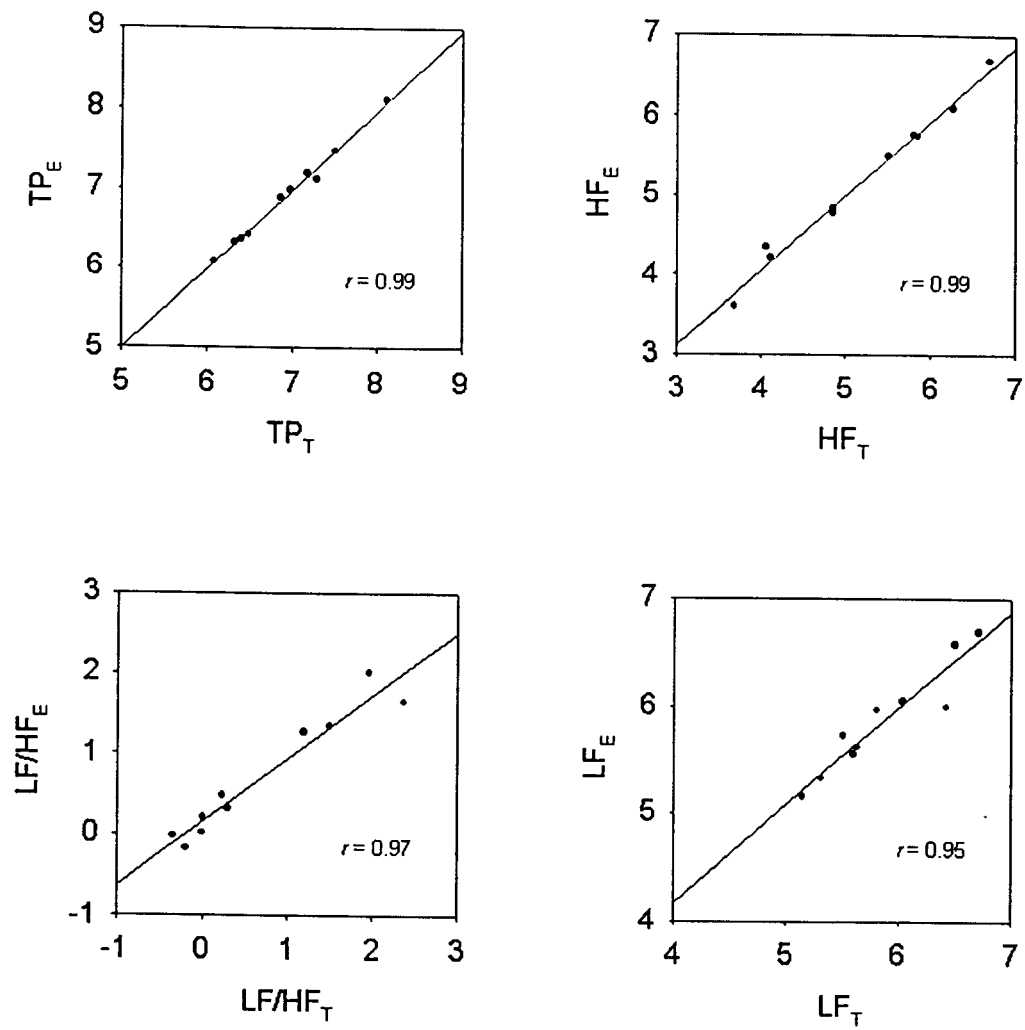 9
8
7
6
5
TP_E
r = 0.99
5 6 7 8 9
TP_T
7
6
5
4
3
HF_E
r = 0.99
3 4 5 6 7
HF_T
3
2
1
0
-1
LF/HF_E
r = 0.97
-1 0 1 2 3
LF/HF_T
7
6
5
4
LF_E
r = 0.95
4 5 6 7
LF_T